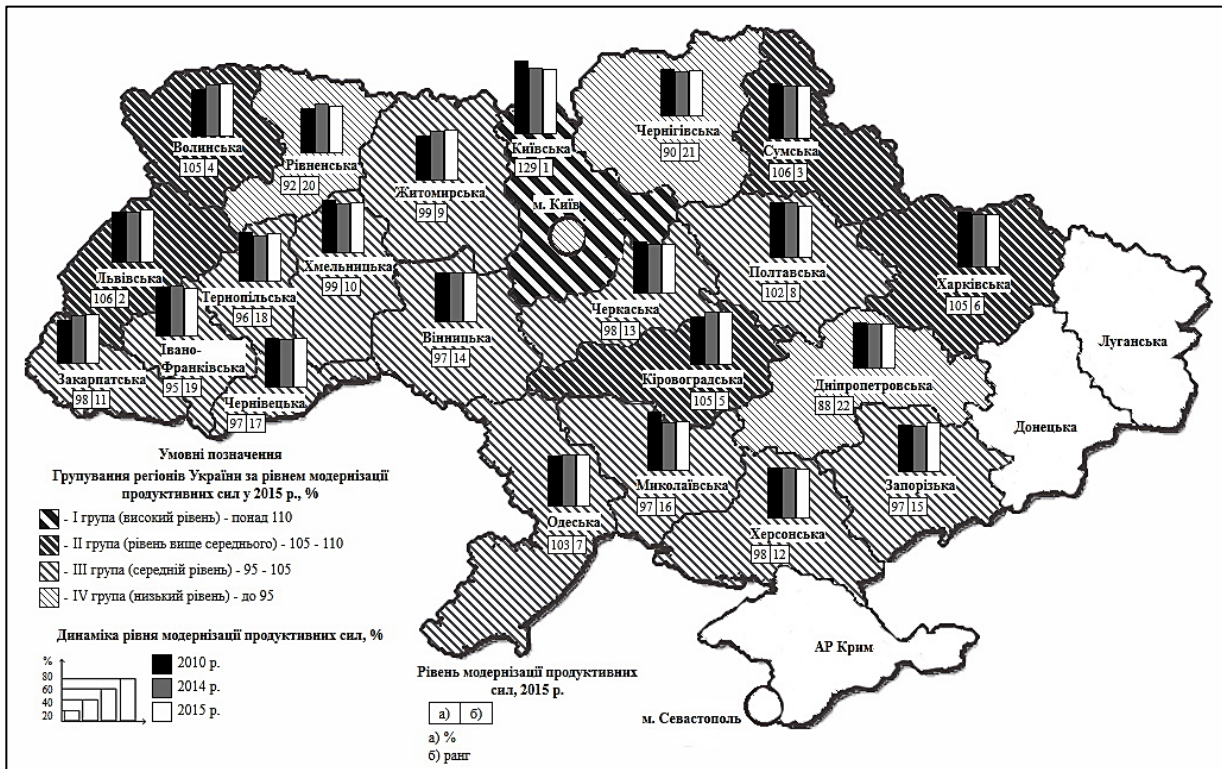 Волинська
105 4
Рівненська
92 20
Житомирська
99 9
Київська
129 1
м. Київ
Чернігівська
90 21
Сумська
106 3
Львівська
106 2
Тернопільська
96 18
Хмельницька
99 10
Вінницька
97 14
Черкаська
98 13
Полтавська
102 8
Харківська
105 6
Луганська
Закарпатська
98 11
Івано-
Франківська
95 19
Чернівецька
97 17
Кіровоградська
105 5
Дніпропетровська
88 22
Донецька
Одеська
103 7
Миколаївська
97 16
Херсонська
98 12
Запорізька
97 15
АР Крим
м. Севастополь
Умовні позначення
Групування регіонів України за рівнем модернізації
продуктивних сил у 2015 р., %
- І група (високий рівень) - понад 110
- ІІ група (рівень вище середнього) - 105 - 110
- ІІІ група (середній рівень) - 95 - 105
- IV група (низький рівень) - до 95
Динаміка рівня модернізації продуктивних сил, %
%
80
60
40
20
2010 р.
2014 р.
2015 р.
Рівень модернізації продуктивних
сил, 2015 р.
а) б)
а) %
б) ранг